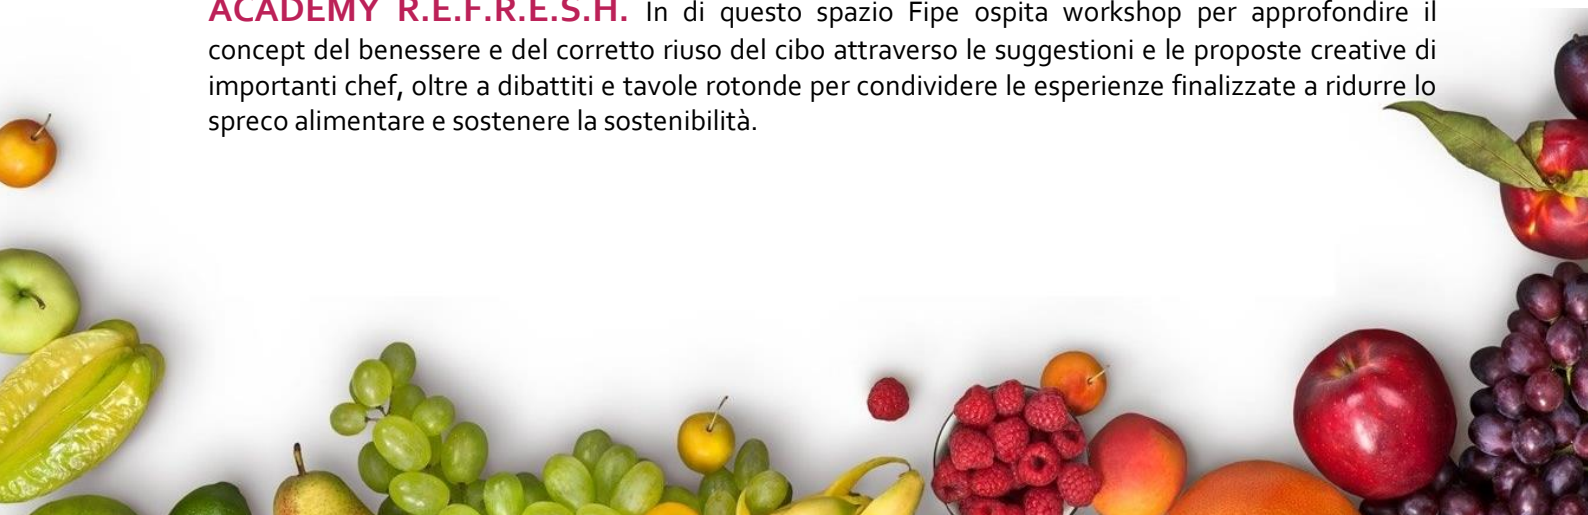 ACADEMY R.E.F.R.E.S.H. In di questo spazio Fipe ospita workshop per approfondire il
concept del benessere e del corretto riuso del cibo attraverso le suggestioni e le proposte creative di
importanti chef, oltre a dibattiti e tavole rotonde per condividere le esperienze finalizzate a ridurre lo
spreco alimentare e sostenere la sostenibilità.